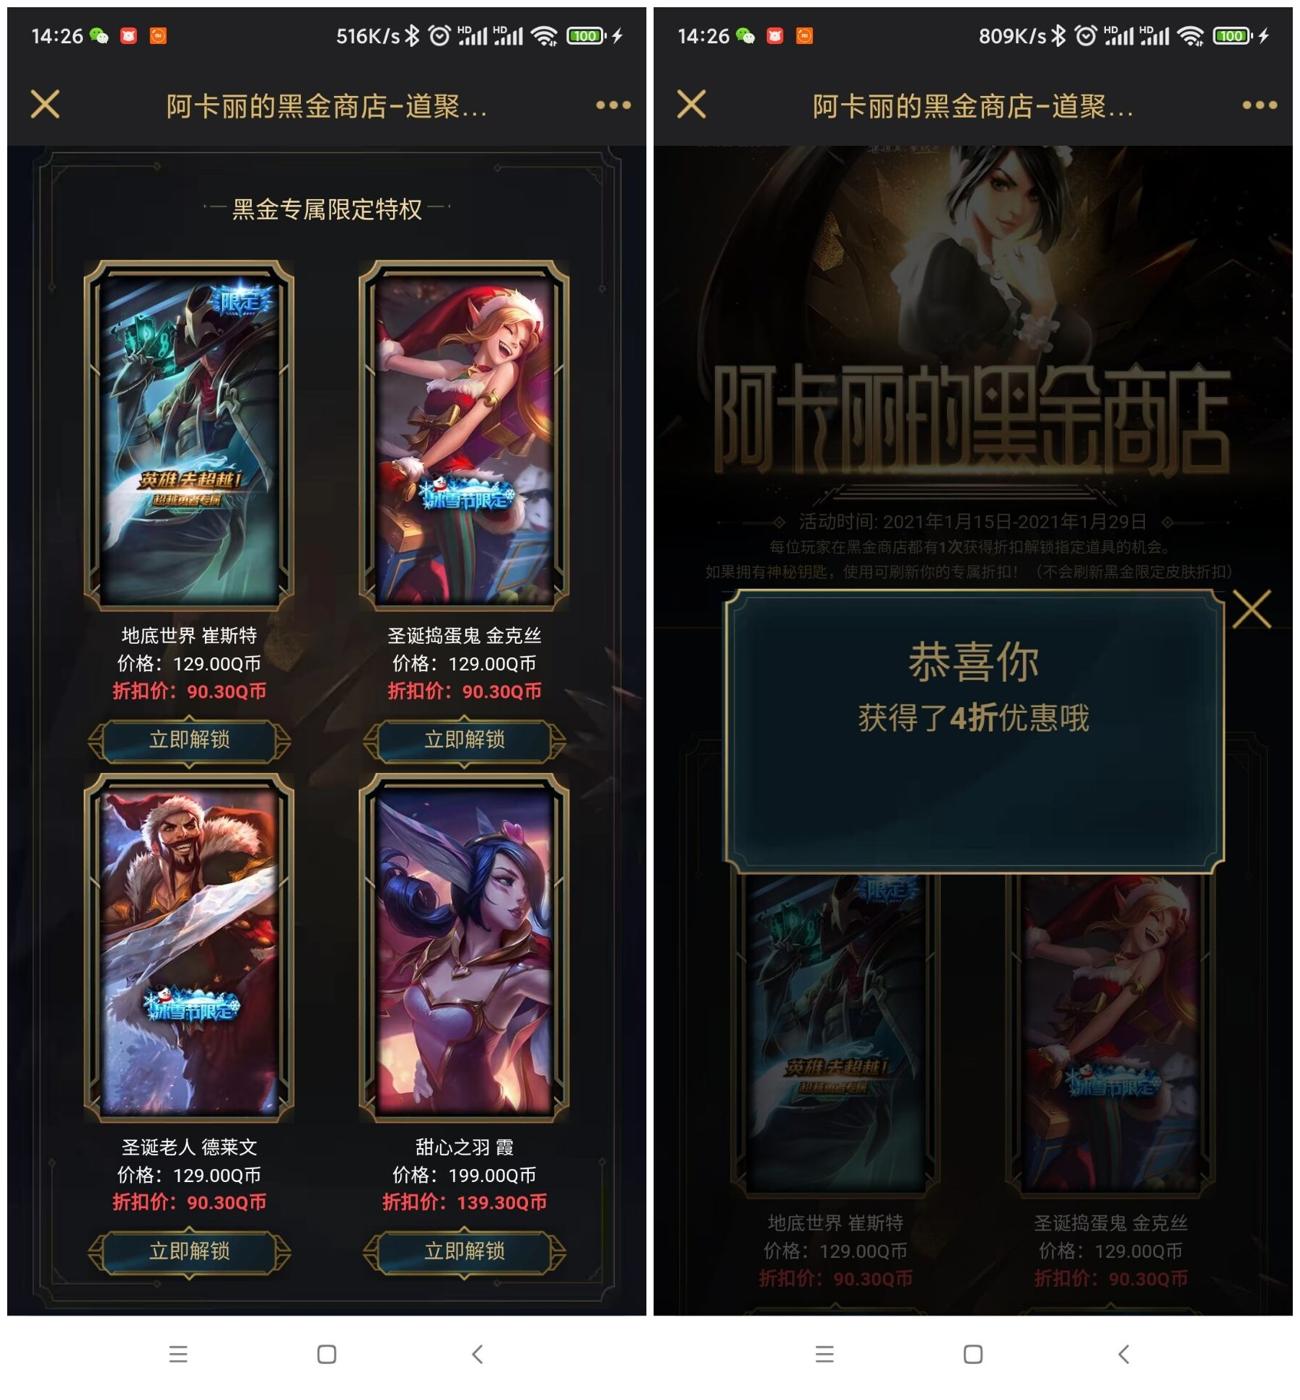 14:26
516K/s
HD
HD
100
阿卡丽的黑金商店-道聚...
黑金专属限定特权
限定
英雄 去超越!
超越勇者专属
冰雪节限定
地底世界 崔斯特
价格：129.00Q币
折扣价：90.30Q币
立即解锁
圣诞捣蛋鬼 金克丝
价格：129.00Q币
折扣价：90.30Q币
立即解锁
冰雪节限定
圣诞老人 德莱文
价格：129.00Q币
折扣价：90.30Q币
立即解锁
甜心之羽 霞
价格：199.00Q币
折扣价：139.30Q币
立即解锁
14:26
809K/s
HD
HD
100
阿卡丽的黑金商店-道聚...
阿卡丽的黑金商店
活动时间: 2021年1月15日-2021年1月29日
每位玩家在黑金商店都有1次获得折扣解锁指定道具的机会。
如果拥有神秘钥匙，使用可刷新你的专属折扣！（不会刷新黑金限定皮肤折扣）
恭喜你
获得了4折优惠哦
限定
英雄 去超越!
超越勇者专属
冰雪节限定
地底世界 崔斯特
价格：129.00Q币
折扣价：90.30Q币
圣诞捣蛋鬼 金克丝
价格：129.00Q币
折扣价：90.30Q币